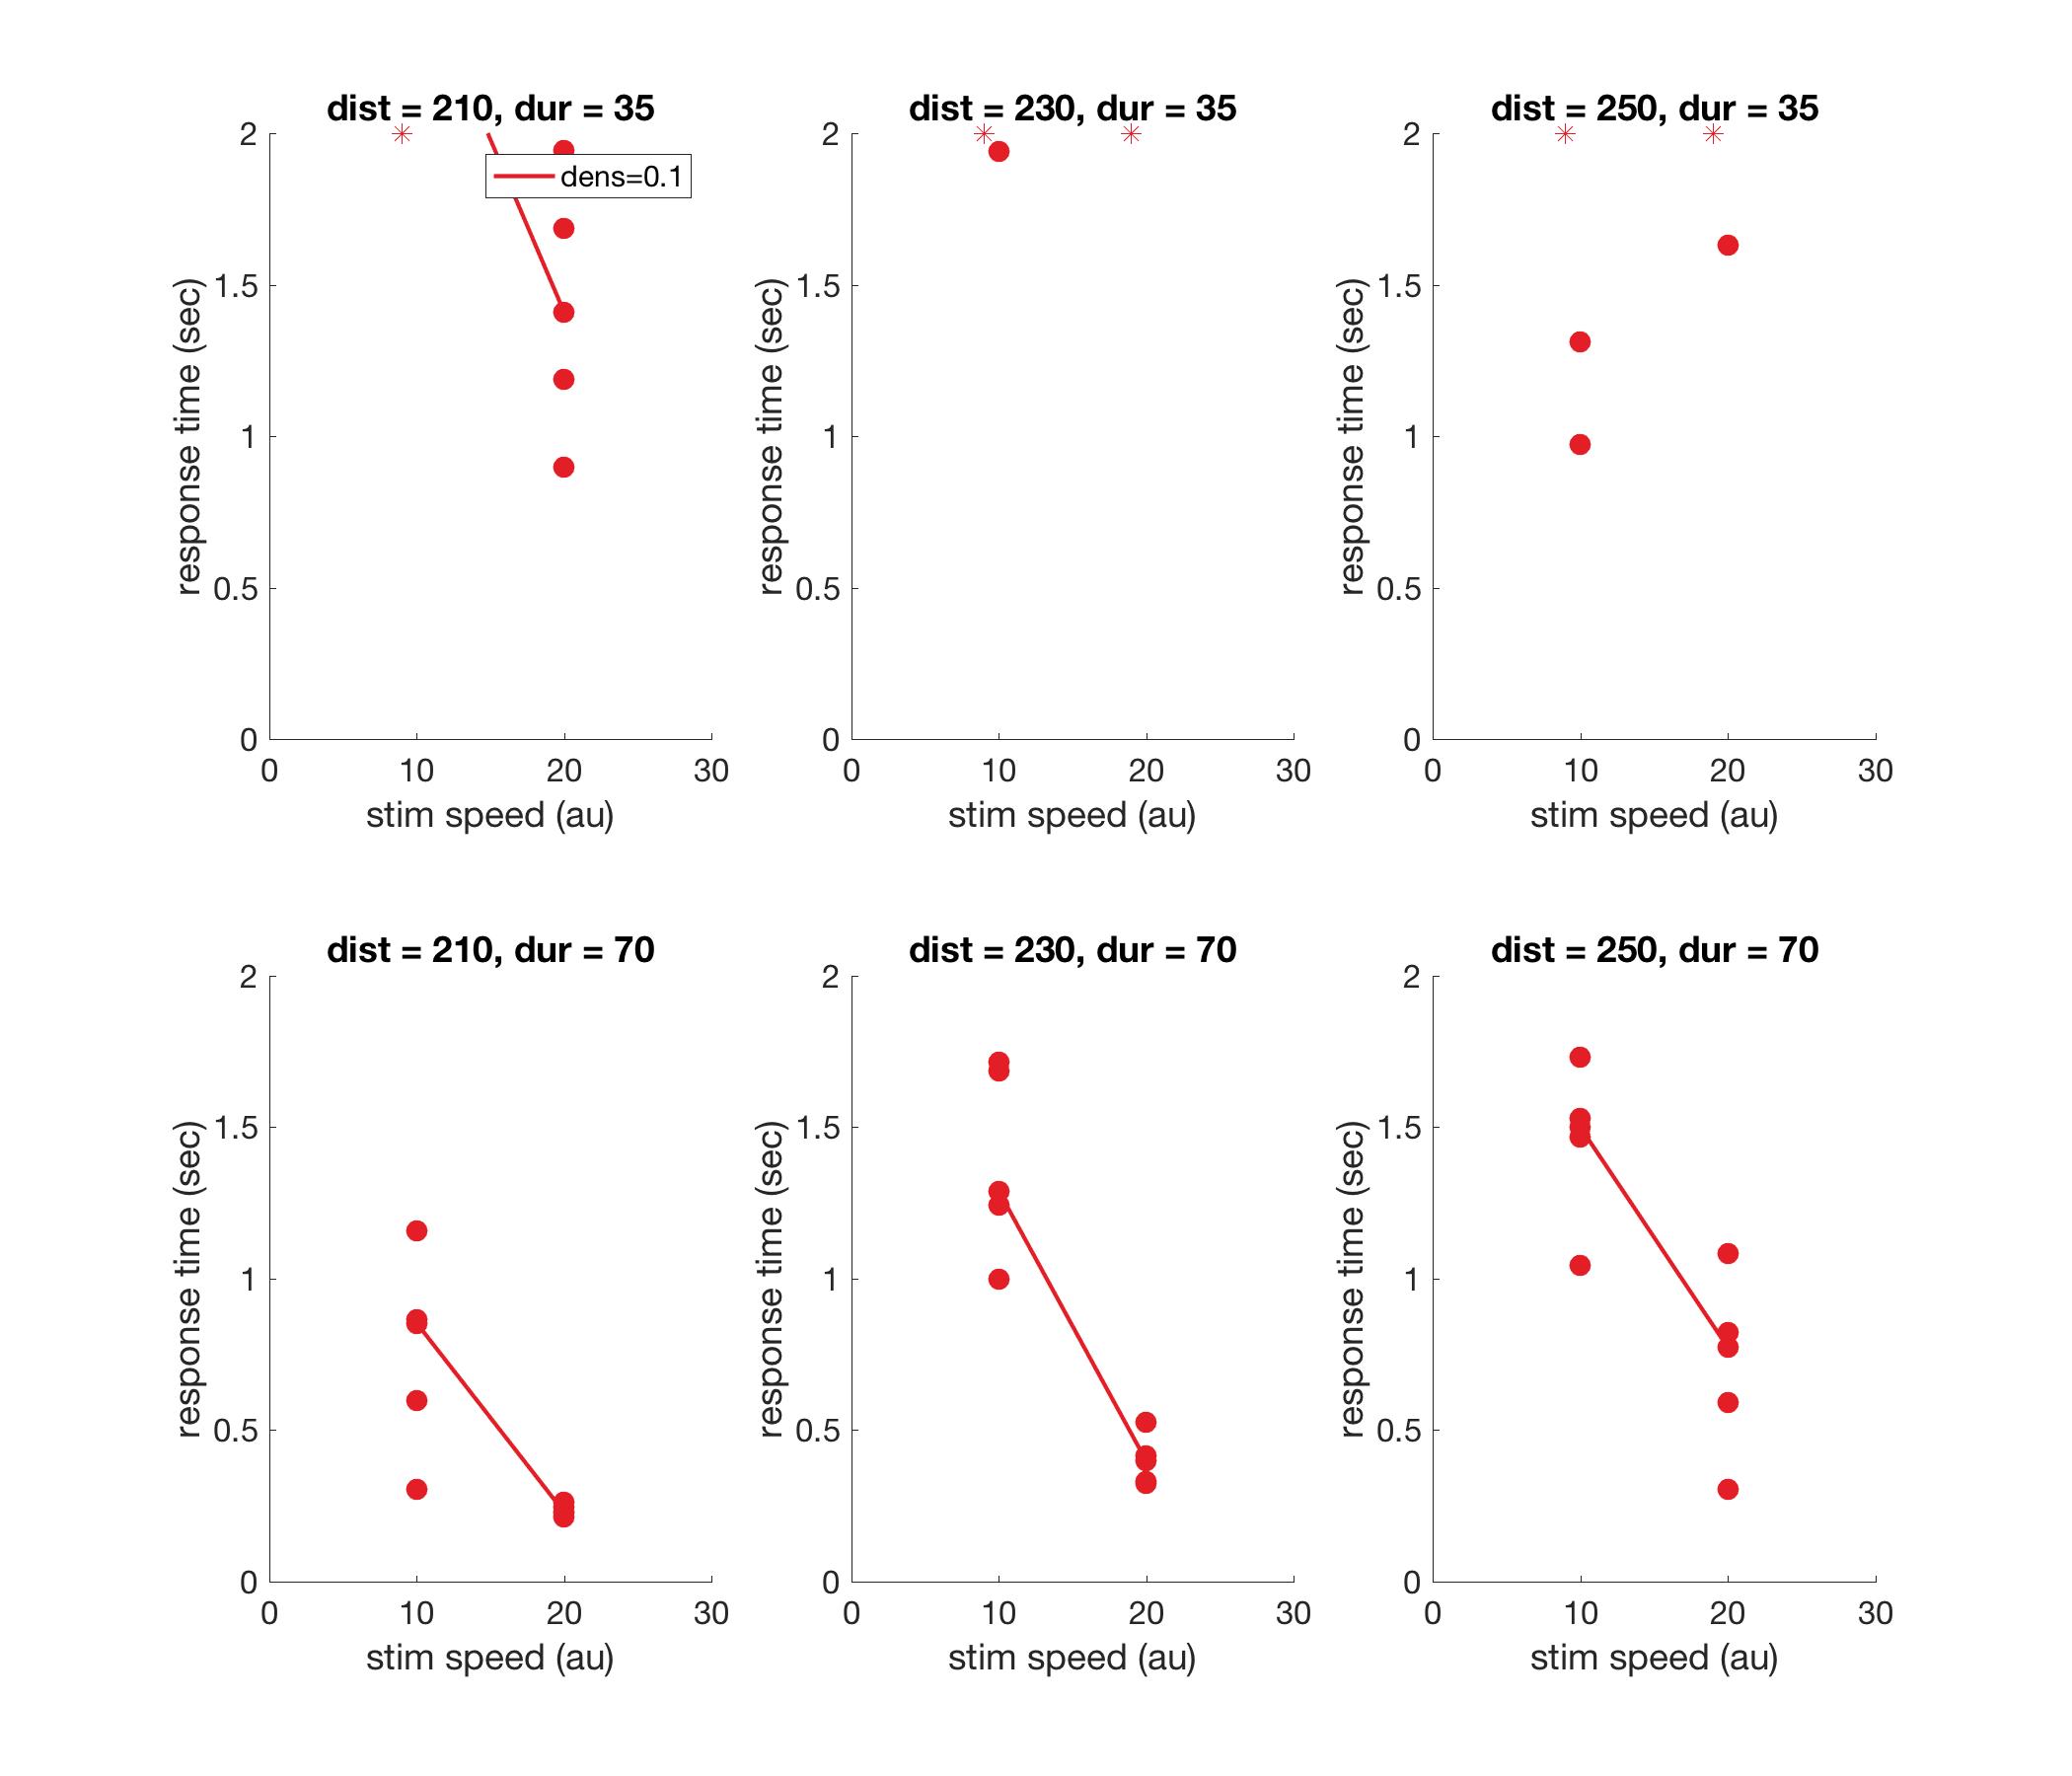 dist = 210, dur = 35
2
1.5
1
0.5
0
response time (sec)
dens=0.1
0 10 20 30
stim speed (au)
dist = 230, dur = 35
2
1.5
1
0.5
0
response time (sec)
0 10 20 30
stim speed (au)
dist = 250, dur = 35
2
1.5
1
0.5
0
response time (sec)
0 10 20 30
stim speed (au)
dist = 210, dur = 70
2
1.5
1
0.5
0
response time (sec)
0 10 20 30
stim speed (au)
dist = 230, dur = 70
2
1.5
1
0.5
0
response time (sec)
0 10 20 30
stim speed (au)
dist = 250, dur = 70
2
1.5
1
0.5
0
response time (sec)
0 10 20 30
stim speed (au)